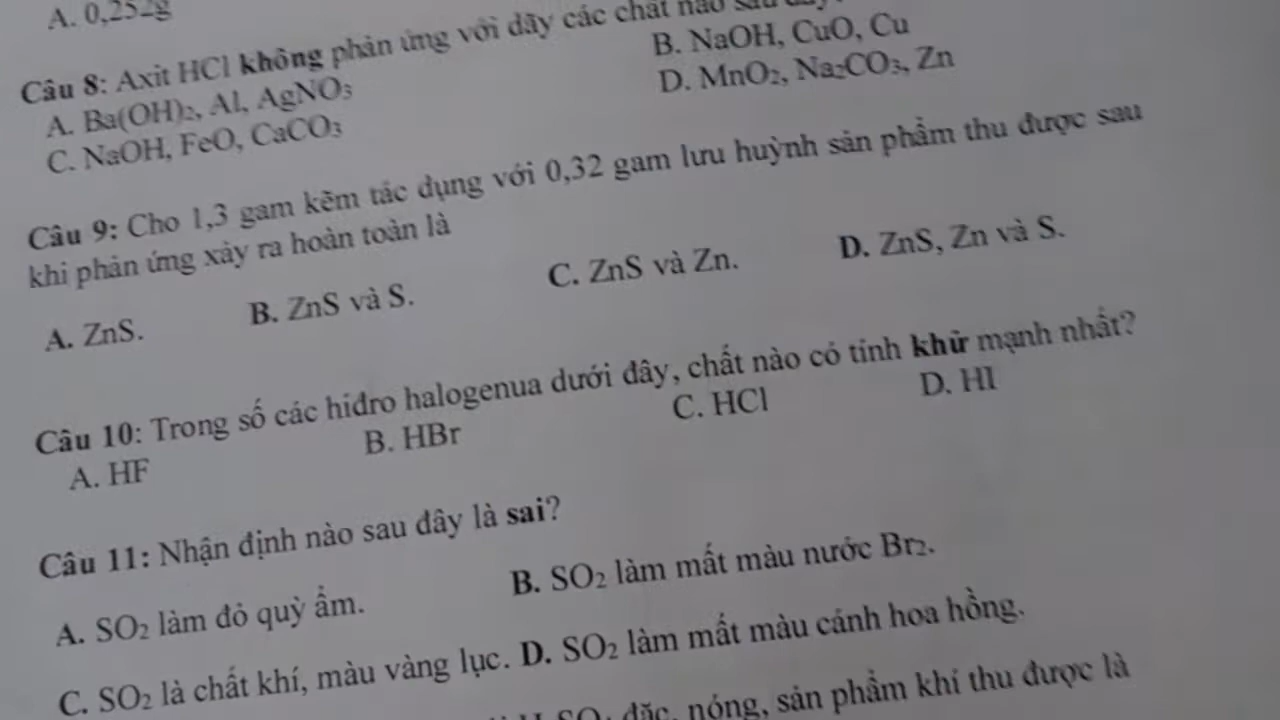 A. 0,252g
Câu 8: Axit HCl không phản ứng với dãy các chất nào sau
A. Ba(OH)₂, Al, AgNO₃ B. NaOH, CuO, Cu
C. NaOH, FeO, CaCO₃ D. MnO₂, Na₂CO₃, Zn
Câu 9: Cho 1,3 gam kẽm tác dụng với 0,32 gam lưu huỳnh sản phẩm thu được sau
khi phản ứng xảy ra hoàn toàn là
A. ZnS. B. ZnS và S. C. ZnS và Zn. D. ZnS, Zn và S.
Câu 10: Trong số các hiđro halogenua dưới đây, chất nào có tính khử mạnh nhất?
A. HF B. HBr C. HCl D. HI
Câu 11: Nhận định nào sau đây là sai?
A. SO₂ làm đỏ quỳ ẩm. B. SO₂ làm mất màu nước Br₂.
C. SO₂ là chất khí, màu vàng lục. D. SO₂ làm mất màu cánh hoa hồng.
đặc, nóng, sản phẩm khí thu được là